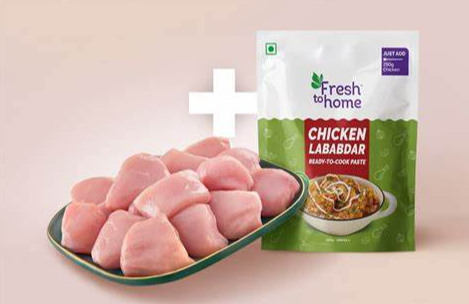 JUST ADD
250g
Chicken
Fresh
to home
CHICKEN
LABABDAR
READY-TO-COOK PASTE